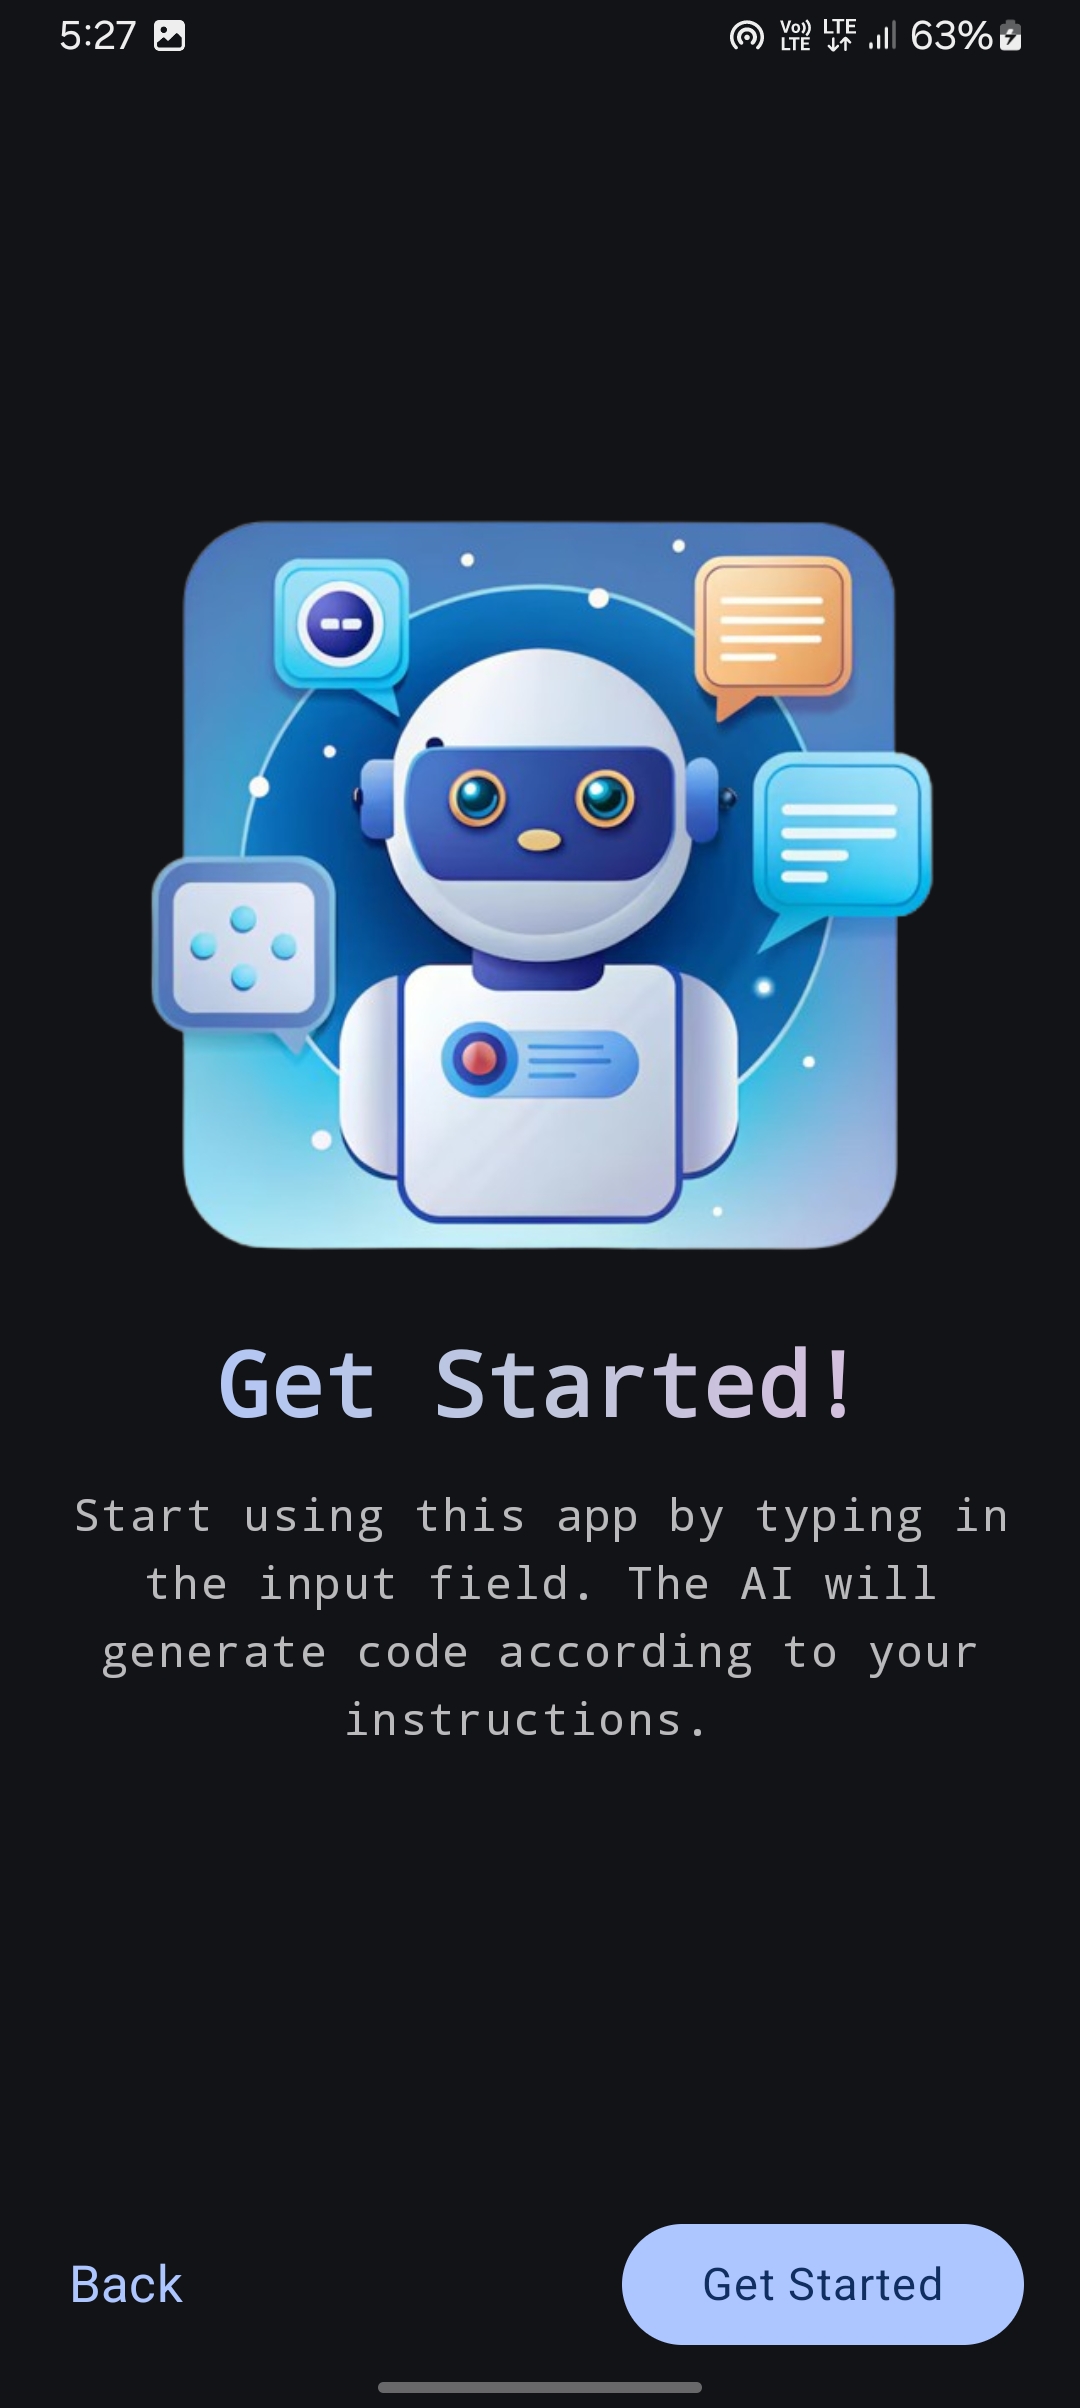 5:27
Vo)) LTE LTE 63%
Get Started!
Start using this app by typing in
the input field. The AI will
generate code according to your
instructions.
Back
Get Started